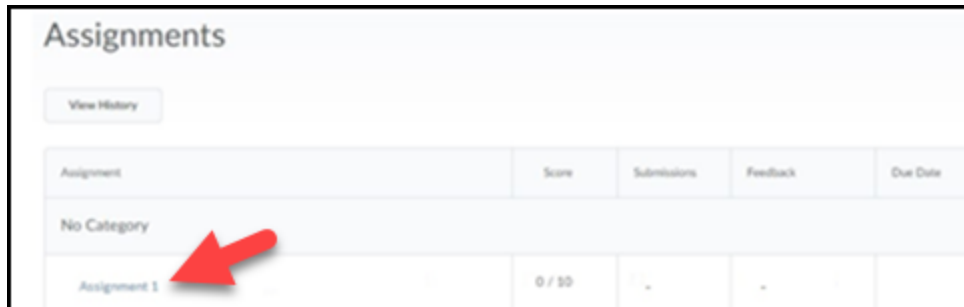 Assignments
View History
Assignment Score Submissions Feedback Due Date
No Category
Assignment 1 0 / 10 - -